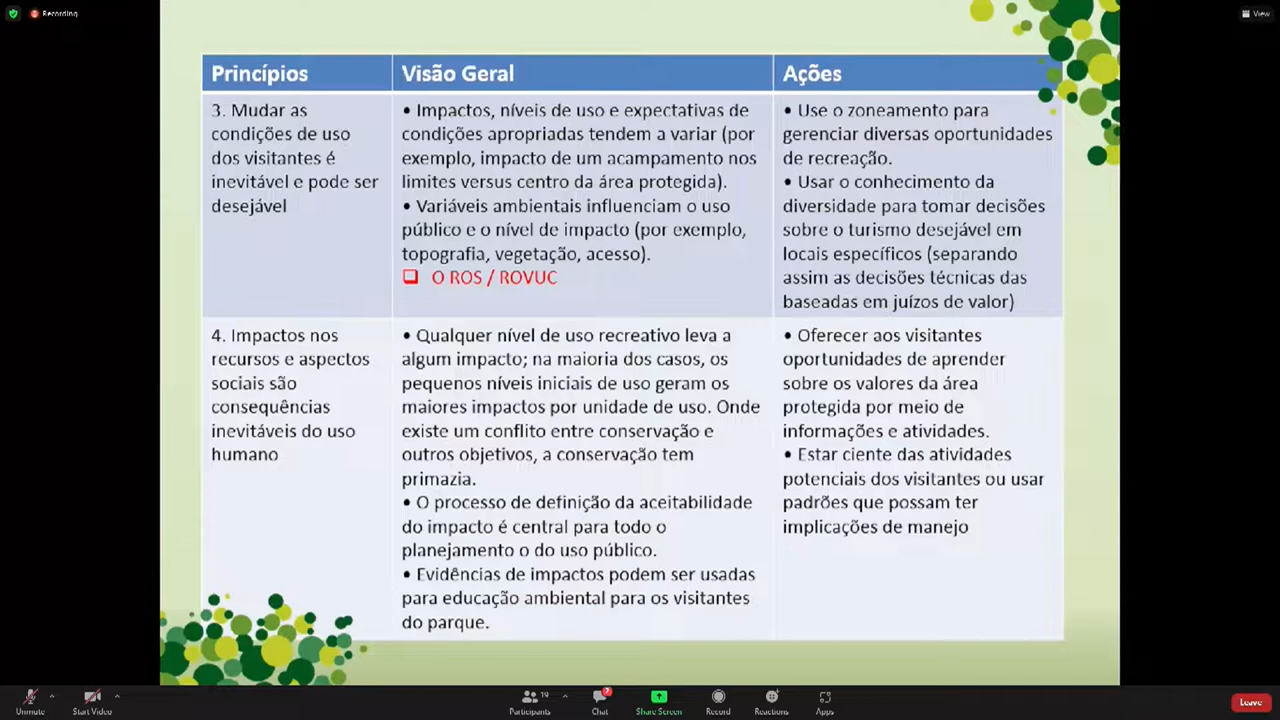 Recording
View
Princípios
Visão Geral
Ações
3. Mudar as
condições de uso
dos visitantes é
inevitável e pode ser
desejável
• Impactos, níveis de uso e expectativas de
condições apropriadas tendem a variar (por
exemplo, impacto de um acampamento nos
limites versus centro da área protegida).
• Variáveis ambientais influenciam o uso
público e o nível de impacto (por exemplo,
topografia, vegetação, acesso).
❑ O ROS / ROVUC
• Use o zoneamento para
gerenciar diversas oportunidades
de recreação.
• Usar o conhecimento da
diversidade para tomar decisões
sobre o turismo desejável em
locais específicos (separando
assim as decisões técnicas das
baseadas em juízos de valor)
4. Impactos nos
recursos e aspectos
sociais são
consequências
inevitáveis do uso
humano
• Qualquer nível de uso recreativo leva a
algum impacto; na maioria dos casos, os
pequenos níveis iniciais de uso geram os
maiores impactos por unidade de uso. Onde
existe um conflito entre conservação e
outros objetivos, a conservação tem
primazia.
• O processo de definição da aceitabilidade
do impacto é central para todo o
planejamento o do uso público.
• Evidências de impactos podem ser usadas
para educação ambiental para os visitantes
do parque.
• Oferecer aos visitantes
oportunidades de aprender
sobre os valores da área
protegida por meio de
informações e atividades.
• Estar ciente das atividades
potenciais dos visitantes ou usar
padrões que possam ter
implicações de manejo
Unmute
Start Video
19
Participants
7
Chat
Share Screen
Record
Reactions
Apps
Leave